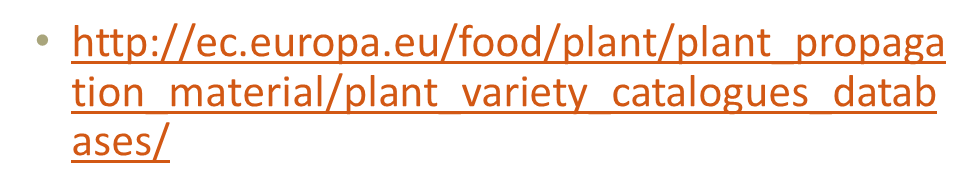 • http://ec.europa.eu/food/plant/plant_propaga
tion_material/plant_variety_catalogues_datab
ases/